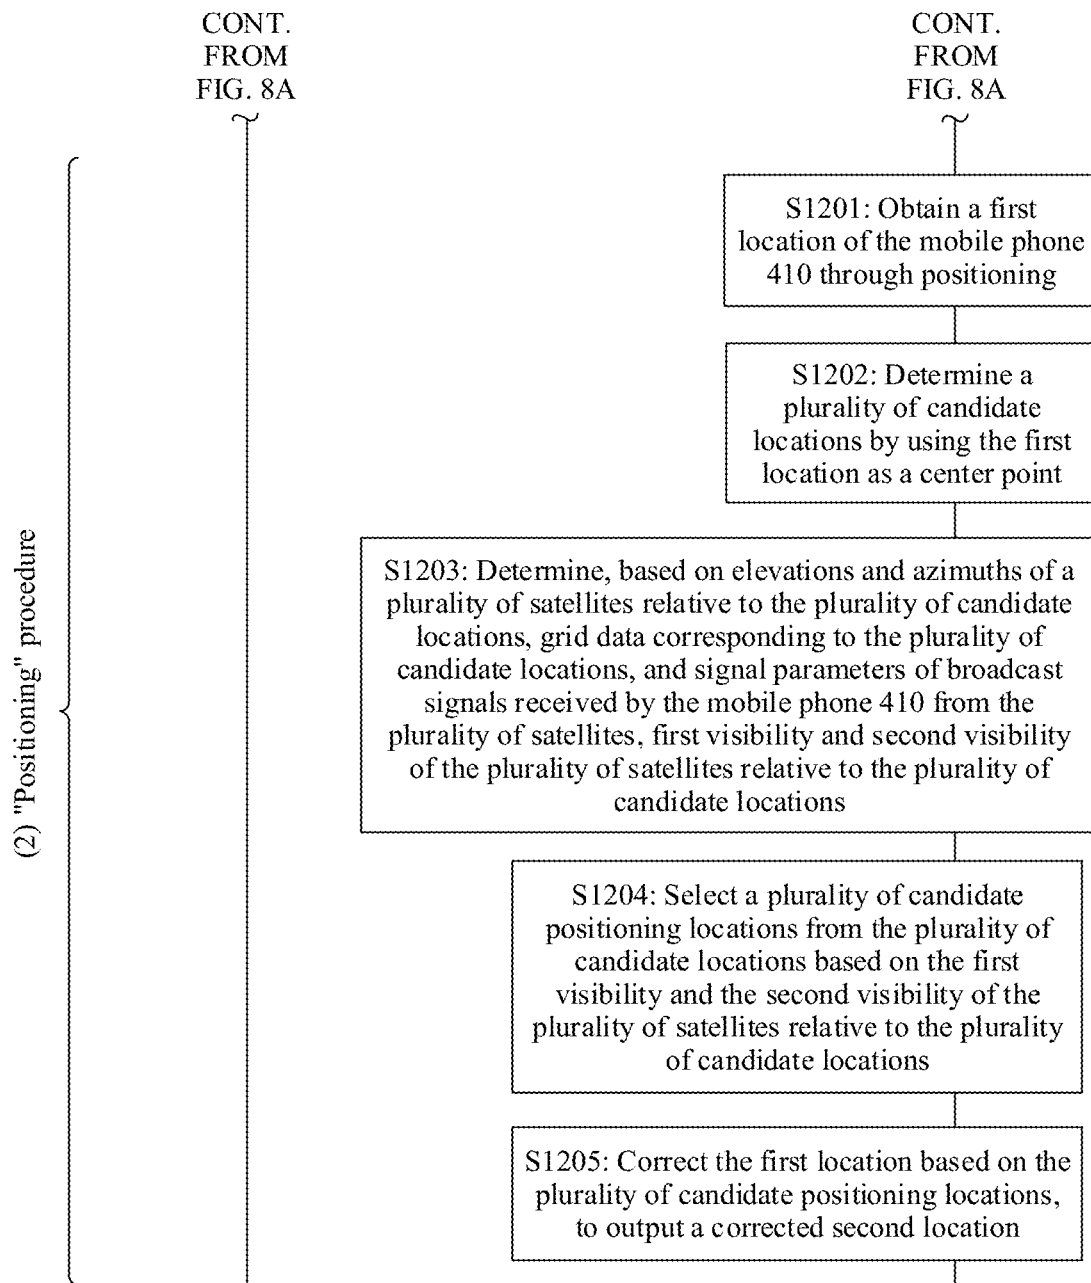 CONT.
FROM
FIG. 8A
CONT.
FROM
FIG. 8A
(2) "Positioning" procedure
S1201: Obtain a first
location of the mobile phone
410 through positioning
S1202: Determine a
plurality of candidate
locations by using the first
location as a center point
S1203: Determine, based on elevations and azimuths of a
plurality of satellites relative to the plurality of candidate
locations, grid data corresponding to the plurality of
candidate locations, and signal parameters of broadcast
signals received by the mobile phone 410 from the
plurality of satellites, first visibility and second visibility
of the plurality of satellites relative to the plurality of
candidate locations
S1204: Select a plurality of candidate
positioning locations from the plurality of
candidate locations based on the first
visibility and the second visibility of the
plurality of satellites relative to the plurality
of candidate locations
S1205: Correct the first location based on the
plurality of candidate positioning locations,
to output a corrected second location